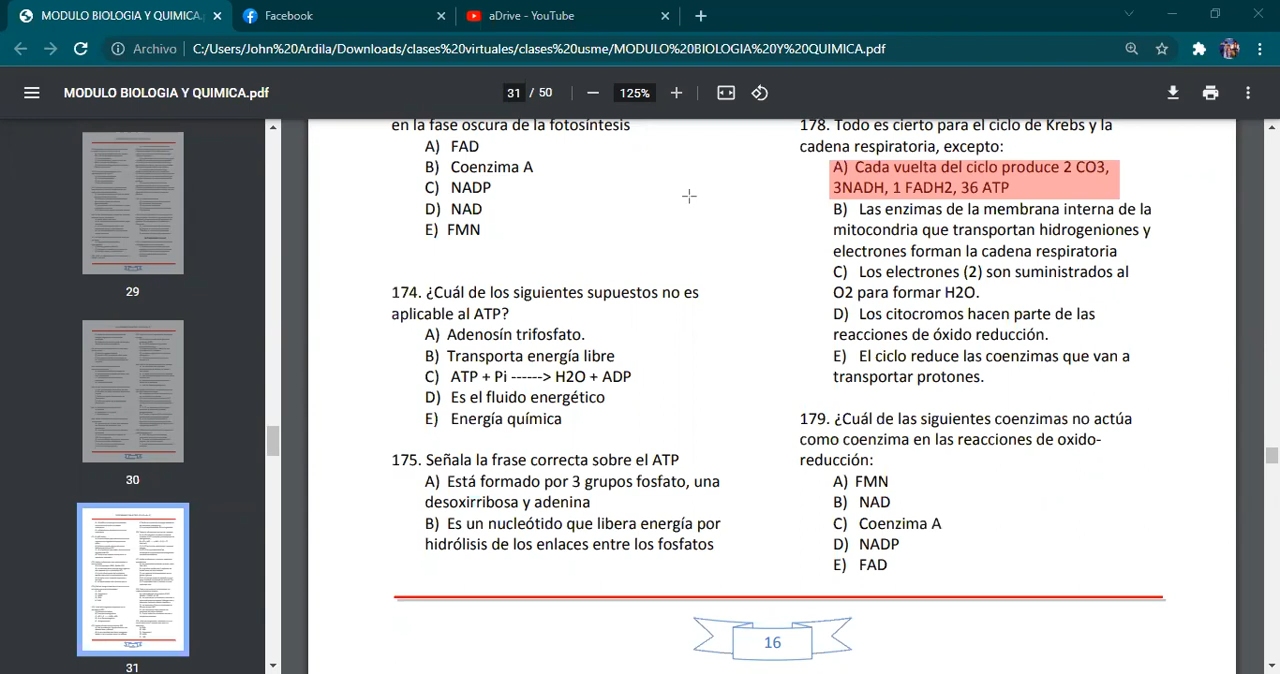 MODULO BIOLOGIA Y QUIMICA.p
Facebook
aDrive - YouTube
Archivo
C:/Users/John%20Ardila/Downloads/clases%20virtuales/clases%20usme/MODULO%20BIOLOGIA%20Y%20QUIMICA.pdf
MODULO BIOLOGIA Y QUIMICA.pdf
31 / 50
125%
29
30
31
en la fase oscura de la fotosíntesis
A) FAD
B) Coenzima A
C) NADP
D) NAD
E) FMN
174. ¿Cuál de los siguientes supuestos no es
aplicable al ATP?
A) Adenosín trifosfato.
B) Transporta energía libre
C) ATP + Pi ------> H2O + ADP
D) Es el fluido energético
E) Energía química
175. Señala la frase correcta sobre el ATP
A) Está formado por 3 grupos fosfato, una
desoxirribosa y adenina
B) Es un nucleótido que libera energía por
hidrólisis de los enlaces entre los fosfatos
178. Todo es cierto para el ciclo de Krebs y la
cadena respiratoria, excepto:
A) Cada vuelta del ciclo produce 2 CO3,
3NADH, 1 FADH2, 36 ATP
B) Las enzimas de la membrana interna de la
mitocondria que transportan hidrogeniones y
electrones forman la cadena respiratoria
C) Los electrones (2) son suministrados al
O2 para formar H2O.
D) Los citocromos hacen parte de las
reacciones de óxido reducción.
E) El ciclo reduce las coenzimas que van a
transportar protones.
179. ¿Cuál de las siguientes coenzimas no actúa
como coenzima en las reacciones de oxido-
reducción:
A) FMN
B) NAD
C) Coenzima A
D) NADP
E) FAD
16